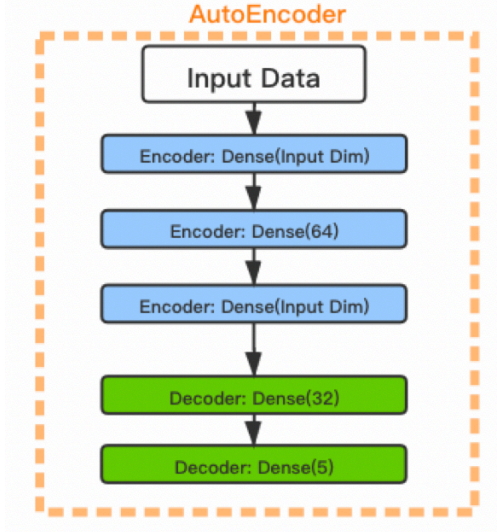 AutoEncoder
Input Data
Encoder: Dense(Input Dim)
Encoder: Dense(64)
Encoder: Dense(Input Dim)
Decoder: Dense(32)
Decoder: Dense(5)